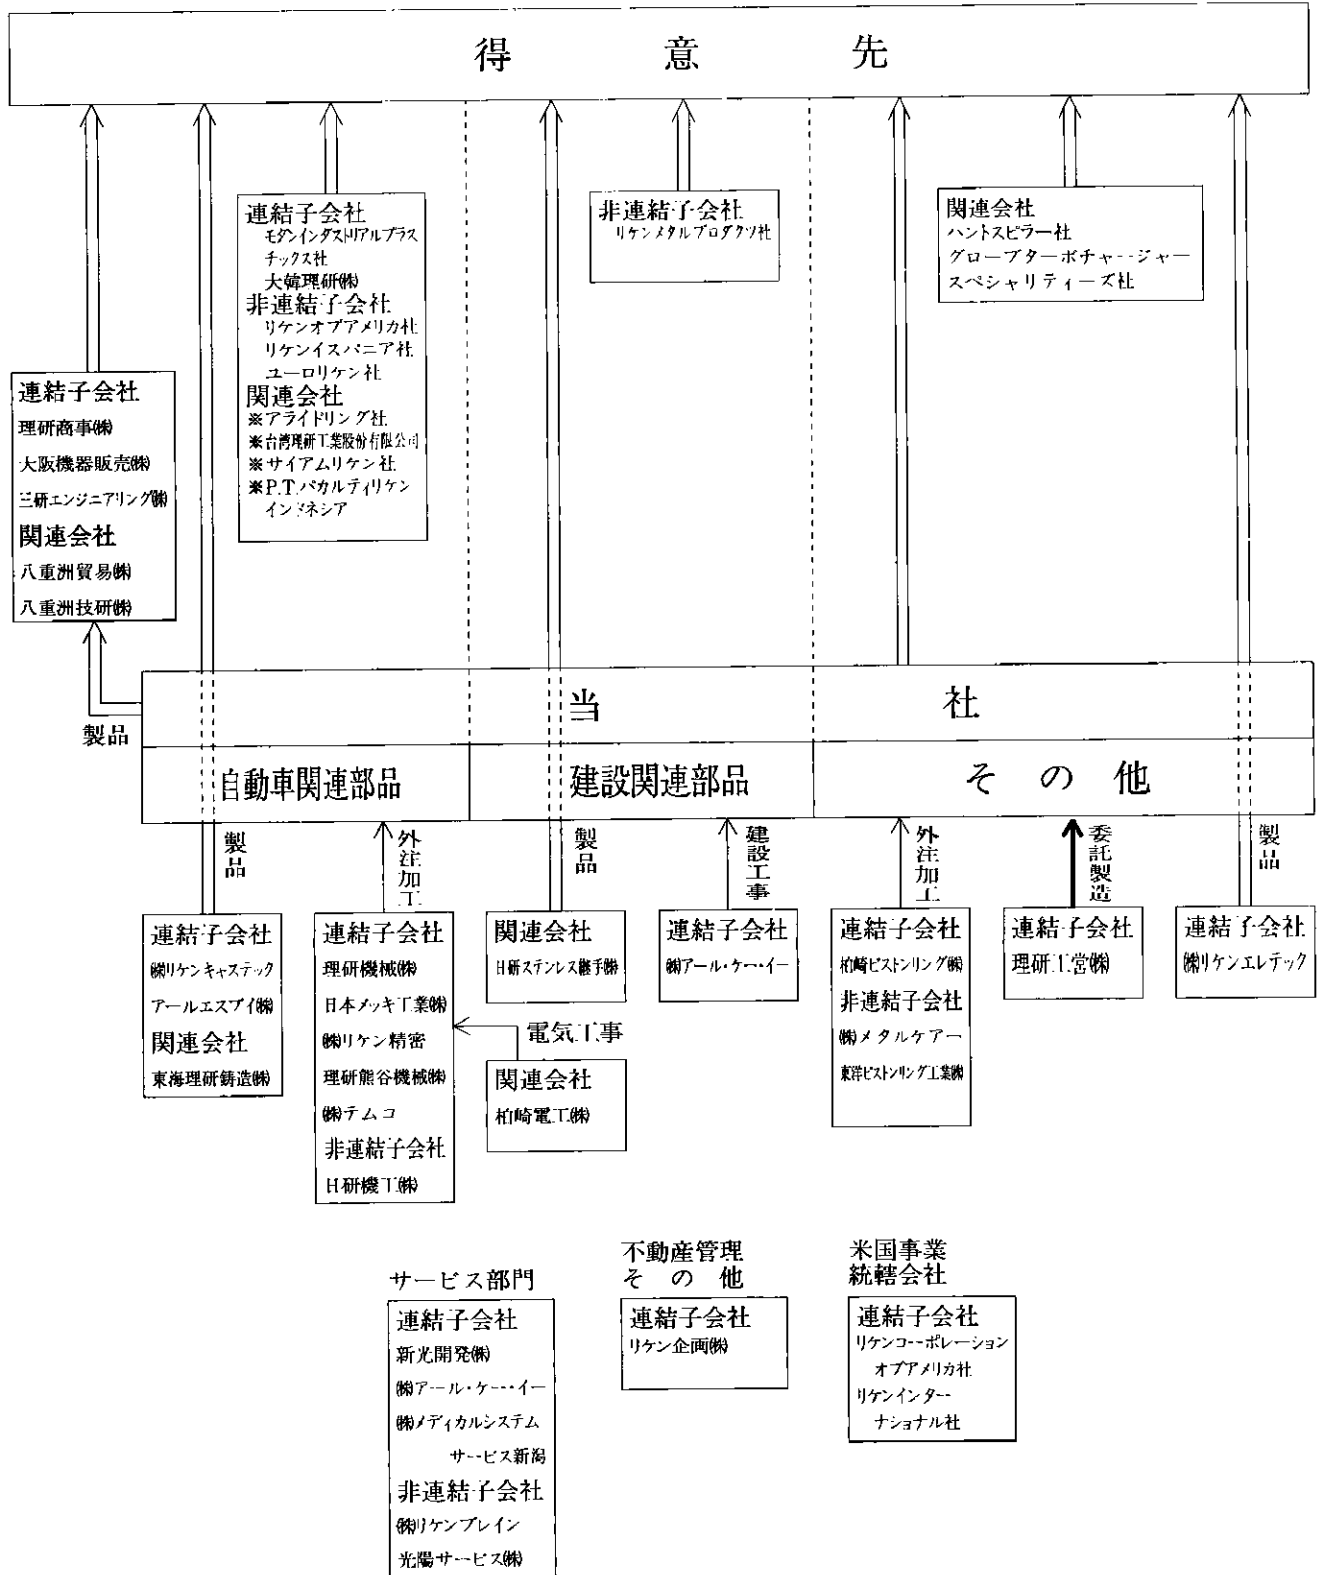 得意先
連結子会社
モダンインダストリアルプラス
チックス社
大韓理研㈱
非連結子会社
リケンオブアメリカ社
リケンイスパニア社
ユーロリケン社
関連会社
※アライドリング社
※台湾理研工業股份有限公司
※サイアムリケン社
※P.T.パカルティリケン
インドネシア
非連結子会社
リケンメタルプロダクツ社
関連会社
ハントスピラー社
グローブターボチャージャー
スペシャリティーズ社
連結子会社
理研商事㈱
大阪機器販売㈱
三研エンジニアリング㈱
関連会社
八重洲貿易㈱
八重洲技研㈱
製品
当社
自動車関連部品
建設関連部品
その他
製品
外注加工
製品
建設工事
外注加工
委託製造
製品
連結子会社
㈱リケンキャステック
アールエスブイ㈱
関連会社
東海理研鋳造㈱
連結子会社
理研機械㈱
日本メッキ工業㈱
㈱リケン精密
理研熊谷機械㈱
㈱テムコ
非連結子会社
日研機工㈱
関連会社
日研ステンレス継手㈱
電気工事
関連会社
柏崎電工㈱
連結子会社
㈱アール・ケー・イー
連結子会社
柏崎ピストンリング㈱
非連結子会社
㈱メタルケアー
東洋ピストンリング工業㈱
連結子会社
理研工営㈱
連結子会社
㈱リケンエレテック
サービス部門
連結子会社
新光開発㈱
㈱アール・ケー・イー
㈱メディカルシステム
サービス新潟
非連結子会社
㈱リケンブレイン
光陽サービス㈱
不動産管理
その他
連結子会社
リケン企画㈱
米国事業
統轄会社
連結子会社
リケンコーポレーション
オブアメリカ社
リケンインター
ナショナル社